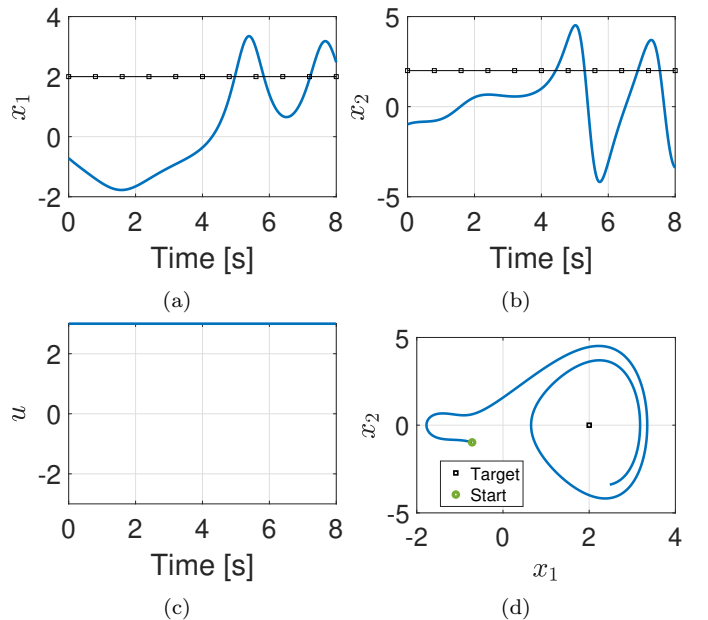 4
2
0
-2
x₁
0 2 4 6 8
Time [s]
(a)
5
0
-5
x₂
0 2 4 6 8
Time [s]
(b)
2
0
-2
u
0 2 4 6 8
Time [s]
(c)
5
0
-5
x₂
Target
Start
-2 0 2 4
x₁
(d)